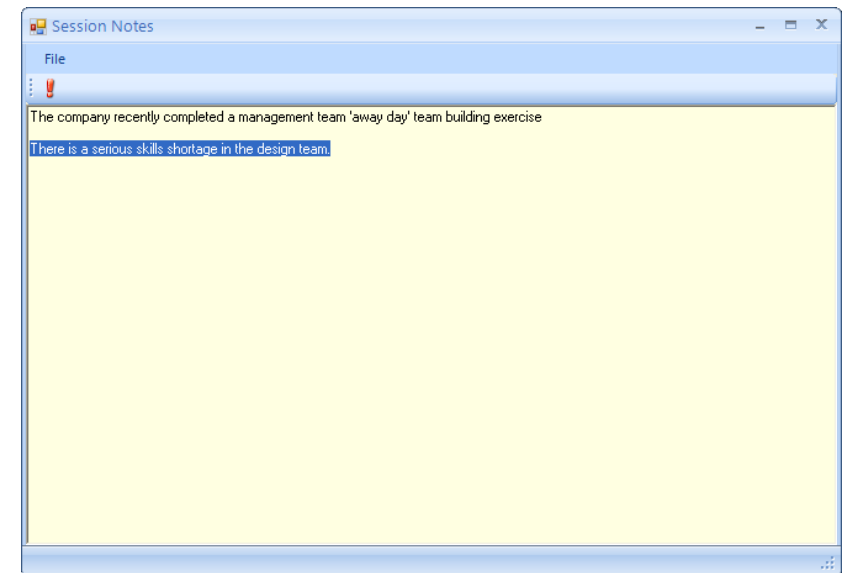 Session Notes
File
The company recently completed a management team 'away day' team building exercise
There is a serious skills shortage in the design team.